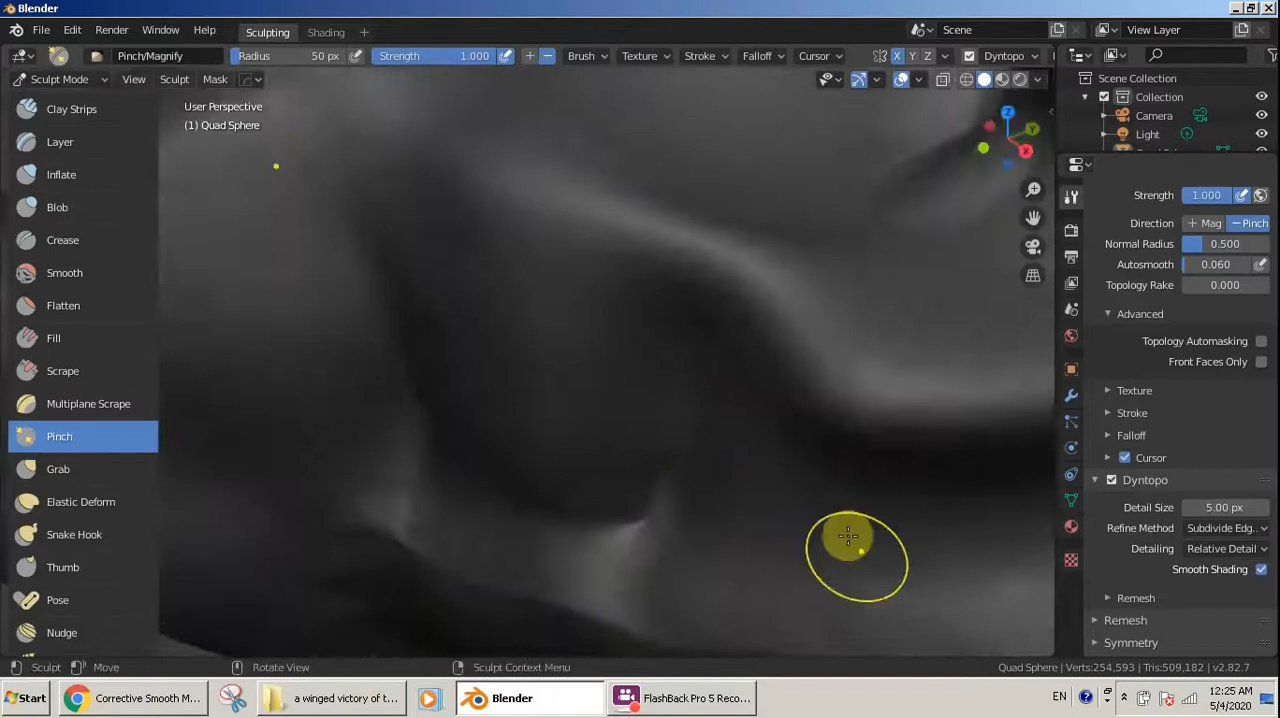 Blender
File Edit Render Window Help Sculpting Shading + Scene View Layer
Pinch/Magnify Radius 50 px Strength 1.000 + − Brush Texture Stroke Falloff Cursor X Y Z Dyntopo
Sculpt Mode View Sculpt Mask
Scene Collection
Collection
Camera
Light
User Perspective
(1) Quad Sphere
Z
Y
X
Clay Strips
Layer
Inflate
Blob
Crease
Smooth
Flatten
Fill
Scrape
Multiplane Scrape
Pinch
Grab
Elastic Deform
Snake Hook
Thumb
Pose
Nudge
Strength 1.000
Direction + Mag − Pinch
Normal Radius 0.500
Autosmooth 0.060
Topology Rake 0.000
Advanced
Topology Automasking
Front Faces Only
Texture
Stroke
Falloff
Cursor
Dyntopo
Detail Size 5.00 px
Refine Method Subdivide Edg..
Detailing Relative Detail
Smooth Shading
Remesh
Remesh
Symmetry
Sculpt Move Rotate View Sculpt Context Menu Quad Sphere | Verts:254,593 | Tris:509,182 | v2.82.7
Start Corrective Smooth M... a winged victory of t... Blender FlashBack Pro 5 Reco... EN 12:25 AM
5/4/2020